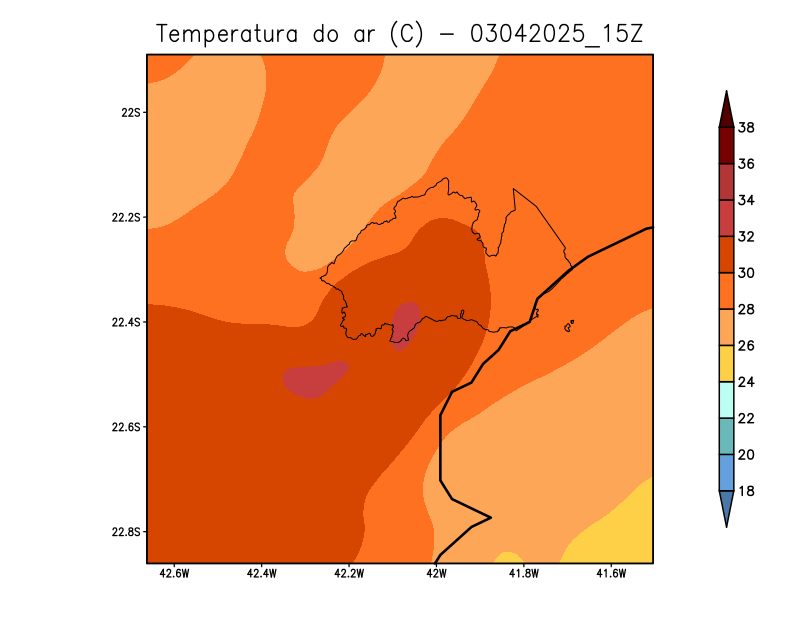 Temperatura do ar (C) − 03042025_15Z
22S
22.2S
22.4S
22.6S
22.8S
42.6W
42.4W
42.2W
42W
41.8W
41.6W
38
36
34
32
30
28
26
24
22
20
18